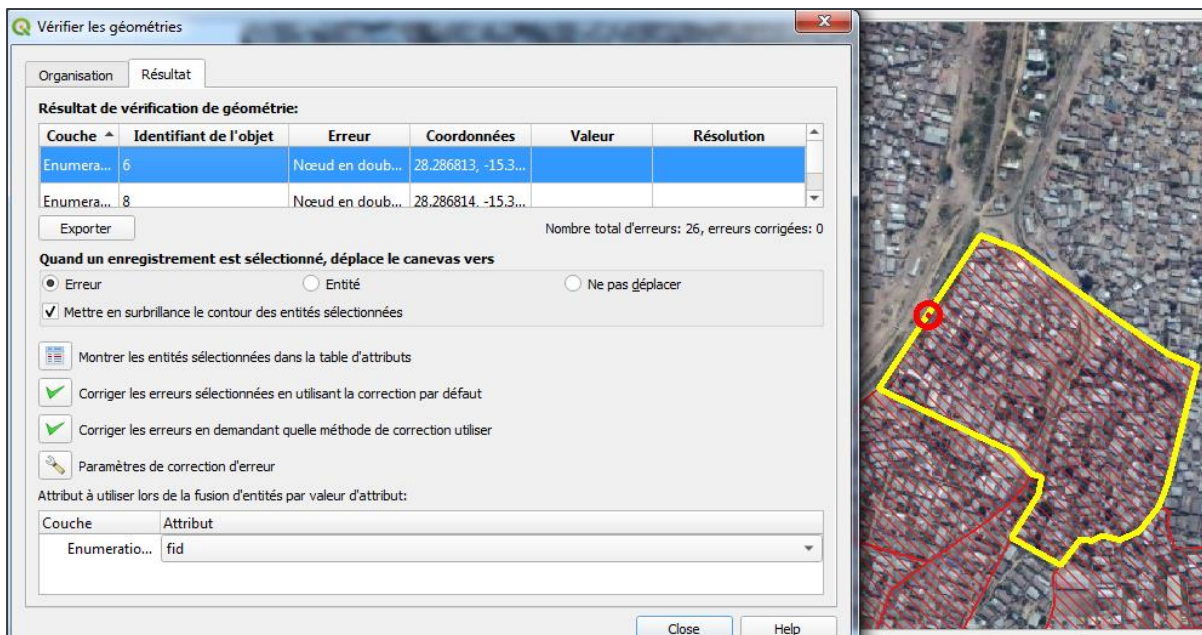 Vérifier les géométries
Organisation Résultat
Résultat de vérification de géométrie:
Couche Identifiant de l'objet Erreur Coordonnées Valeur Résolution
Enumera... 6 Nœud en doub... 28.286813, -15.3...
Enumera... 8 Nœud en doub... 28.286814, -15.3...
Exporter Nombre total d'erreurs: 26, erreurs corrigées: 0
Quand un enregistrement est sélectionné, déplace le canevas vers
Erreur Entité Ne pas déplacer
Mettre en surbrillance le contour des entités sélectionnées
Montrer les entités sélectionnées dans la table d'attributs
Corriger les erreurs sélectionnées en utilisant la correction par défaut
Corriger les erreurs en demandant quelle méthode de correction utiliser
Paramètres de correction d'erreur
Attribut à utiliser lors de la fusion d'entités par valeur d'attribut:
Couche Attribut
Enumeratio... fid
Close Help